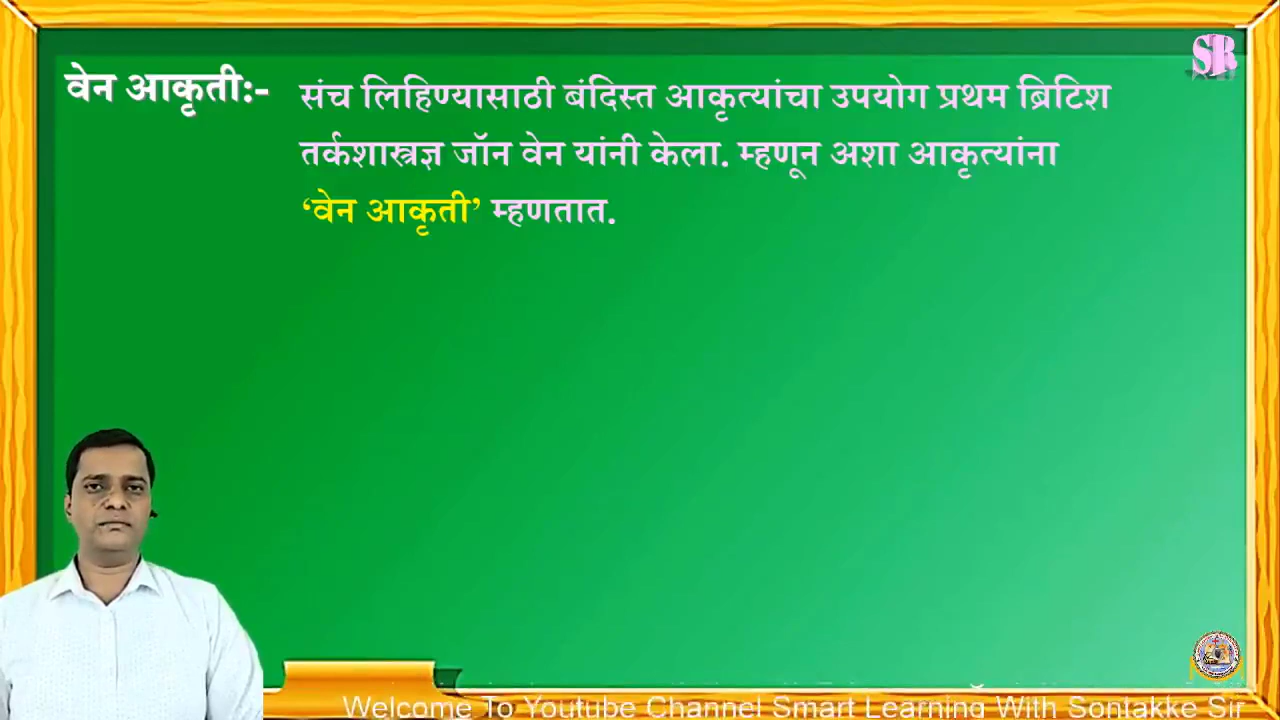 वेन आकृती:- संच लिहिण्यासाठी बंदिस्त आकृत्यांचा उपयोग प्रथम ब्रिटिश
तर्कशास्त्रज्ञ जॉन वेन यांनी केला. म्हणून अशा आकृत्यांना
‘वेन आकृती’ म्हणतात.
SR
Welcome To Youtube Channel Smart Learning With Sontakke Sir